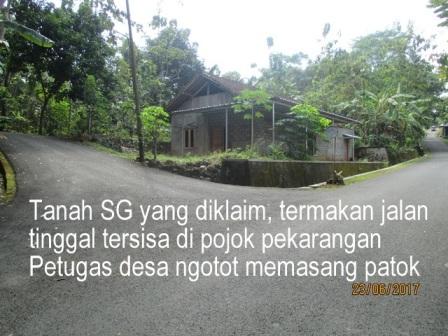 Tanah SG yang diklaim, termakan jalan
tinggal tersisa di pojok pekarangan
Petugas desa ngotot memasang patok
23/06/2017